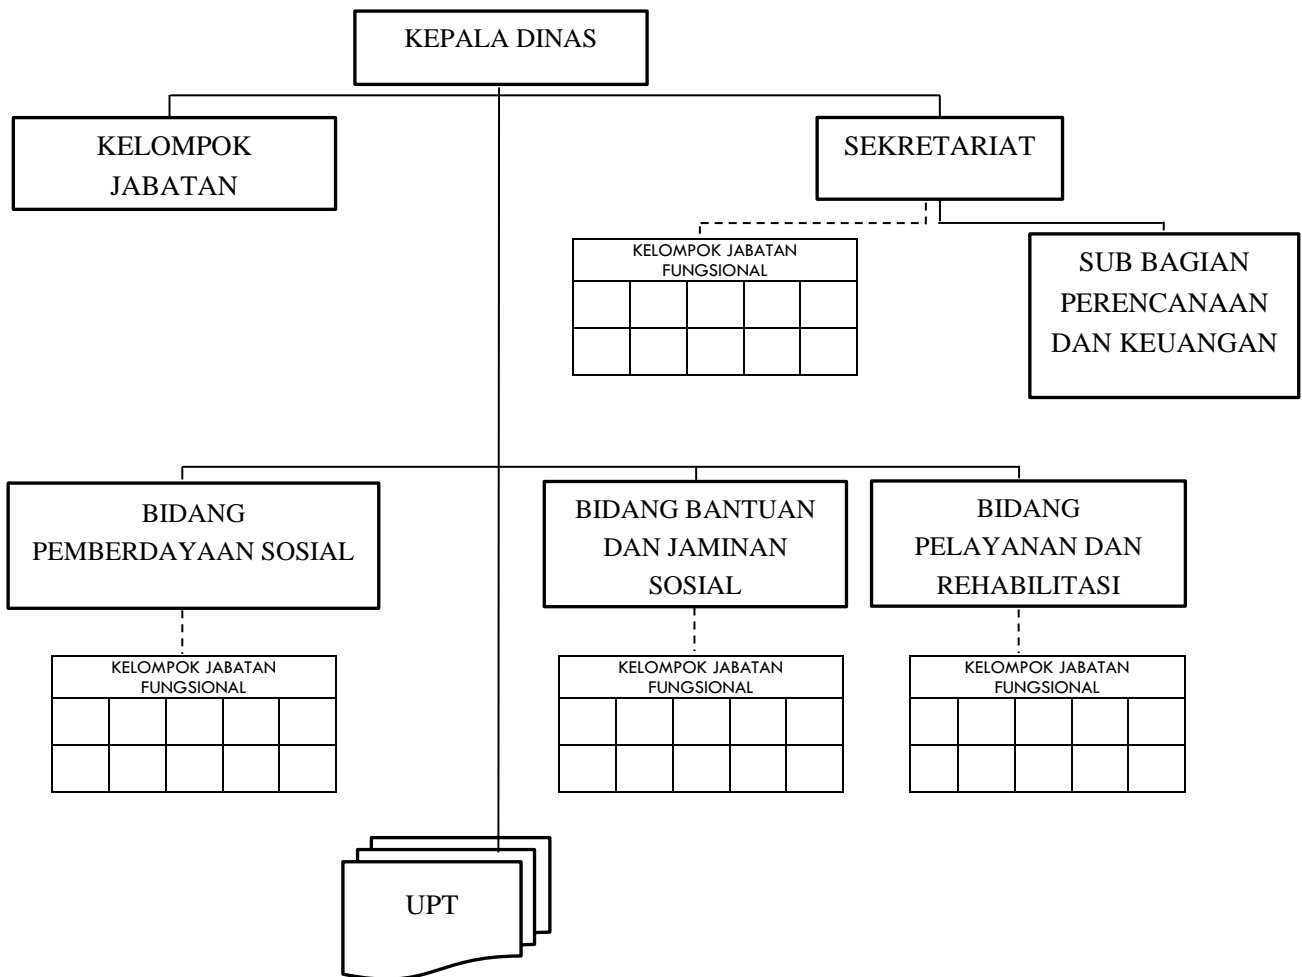 KEPALA DINAS
KELOMPOK
JABATAN
SEKRETARIAT
KELOMPOK JABATAN
FUNGSIONAL
SUB BAGIAN
PERENCANAAN
DAN KEUANGAN
BIDANG
PEMBERDAYAAN SOSIAL
BIDANG BANTUAN
DAN JAMINAN
SOSIAL
BIDANG
PELAYANAN DAN
REHABILITASI
KELOMPOK JABATAN
FUNGSIONAL
KELOMPOK JABATAN
FUNGSIONAL
KELOMPOK JABATAN
FUNGSIONAL
UPT